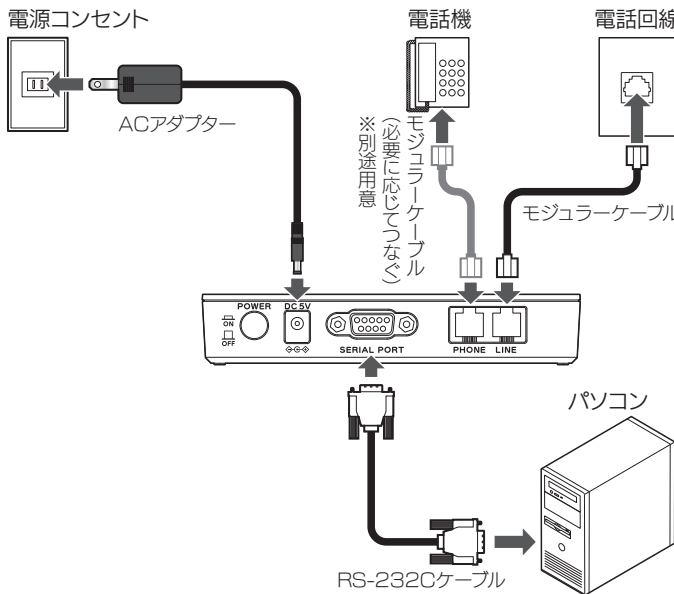 電源コンセント
電話機
電話回線
ACアダプター
モジュラーケーブル
(必要に応じてつなぐ)
※別途用意
モジュラーケーブル
POWER
ON
OFF
DC 5V
SERIAL PORT
PHONE
LINE
パソコン
RS-232Cケーブル